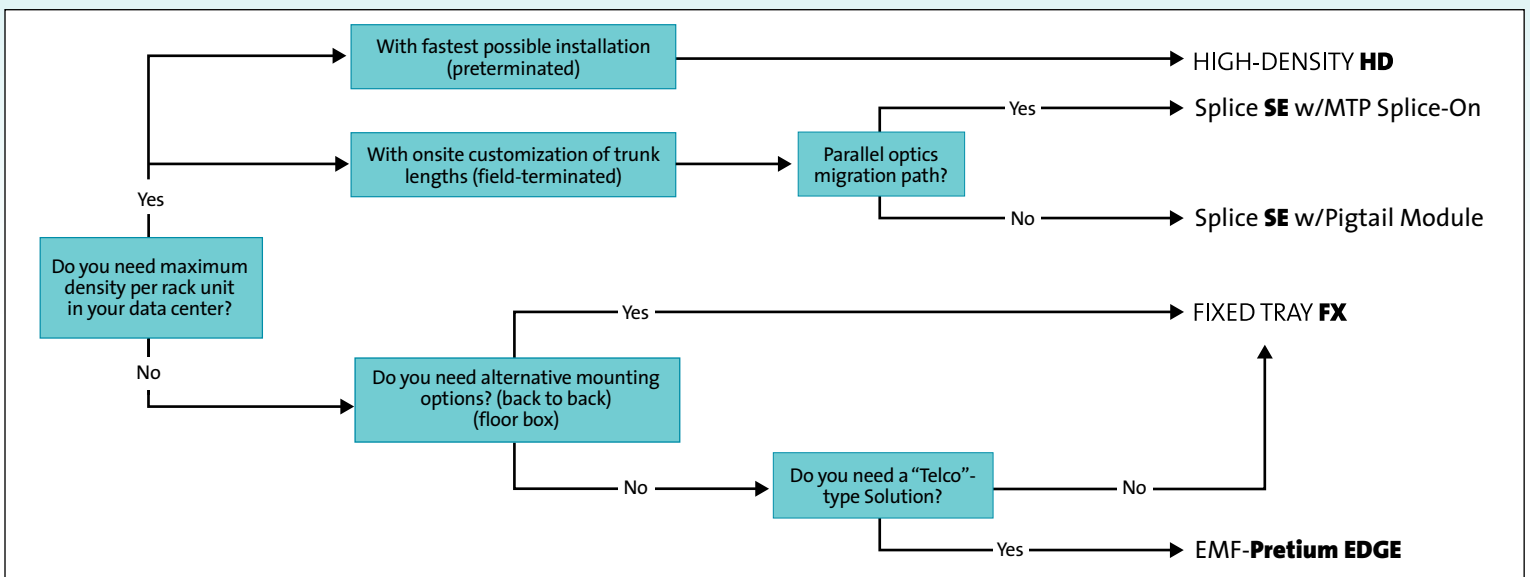 With fastest possible installation
(preterminated)
HIGH-DENSITY HD
Yes
Splice SE w/MTP Splice-On
With onsite customization of trunk
lengths (field-terminated)
Parallel optics
migration path?
Yes
No
Splice SE w/Pigtail Module
Do you need maximum
density per rack unit
in your data center?
Yes
FIXED TRAY FX
No
Do you need alternative mounting
options? (back to back)
(floor box)
No
Do you need a “Telco”-
type Solution?
No
Yes
EMF-Pretium EDGE